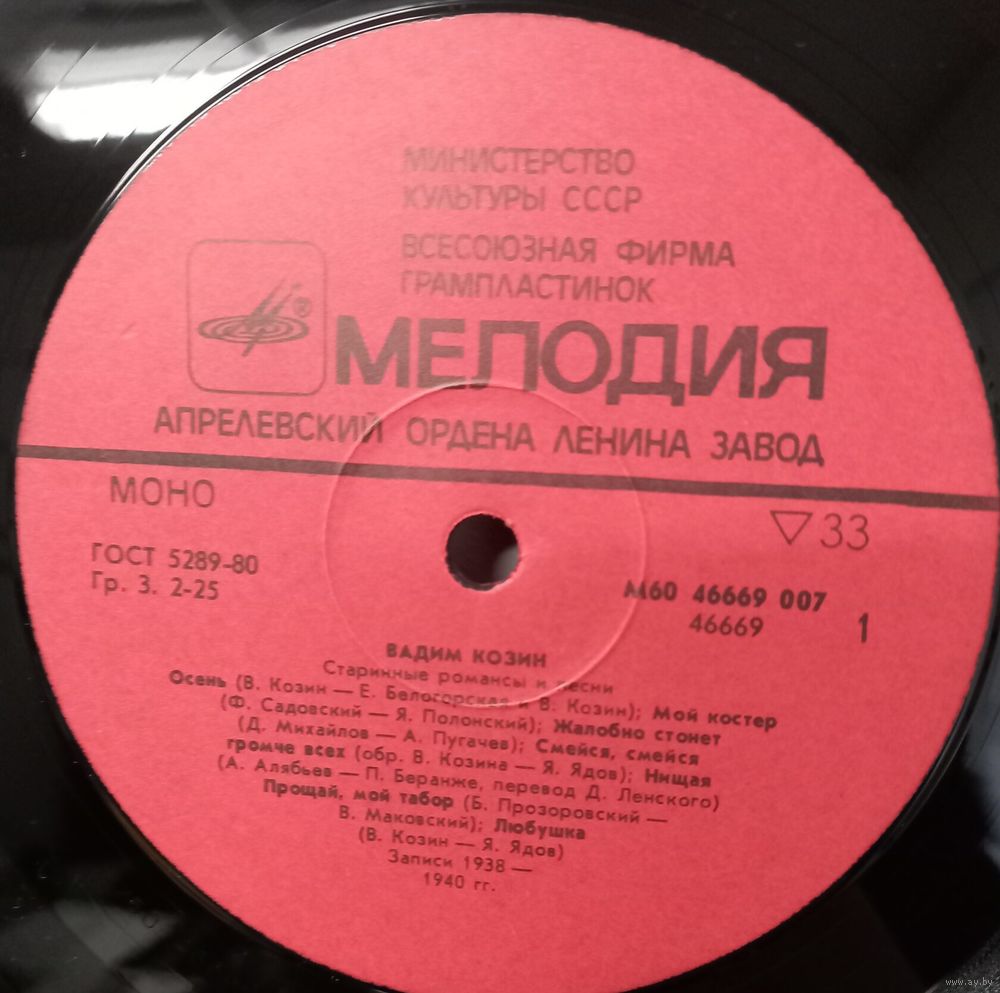 МИНИСТЕРСТВО
КУЛЬТУРЫ СССР
ВСЕСОЮЗНАЯ ФИРМА
ГРАМПЛАСТИНОК
МЕЛОДИЯ
АПРЕЛЕВСКИЙ ОРДЕНА ЛЕНИНА ЗАВОД
МОНО
▽33
ГОСТ 5289-80
Гр. 3. 2-25
М60 46669 007
46669
1
ВАДИМ КОЗИН
Старинные романсы и песни
Осень (В. Козин — Е. Белогорская и В. Козин); Мой костер
(Ф. Садовский — Я. Полонский); Жалобно стонет
(Д. Михайлов — А. Пугачев); Смейся, смейся
громче всех (обр. В. Козина — Я. Ядов); Нищая
(А. Алябьев — П. Беранже, перевод Д. Ленского)
Прощай, мой табор (Б. Прозоровский —
В. Маковский); Любушка
(В. Козин — Я. Ядов)
Записи 1938 —
1940 гг.
www.ay.by